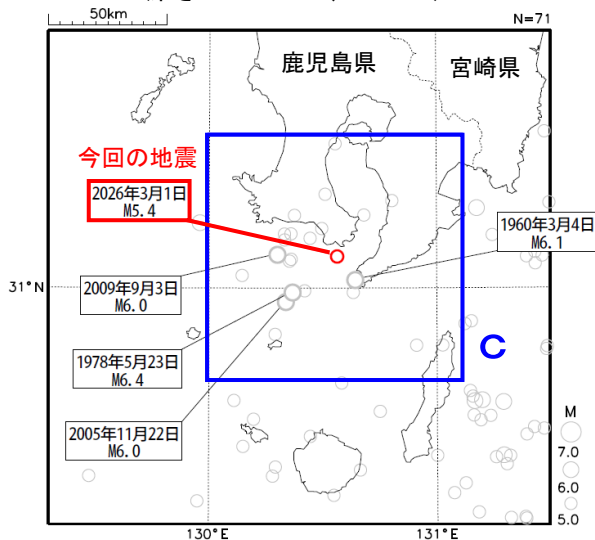 50km
N=71
鹿児島県
宮崎県
今回の地震
2026年3月1日
M5.4
1960年3月4日
M6.1
31°N
2009年9月3日
M6.0
1978年5月23日
M6.4
C
2005年11月22日
M6.0
M
7.0
6.0
5.0
130°E
131°E